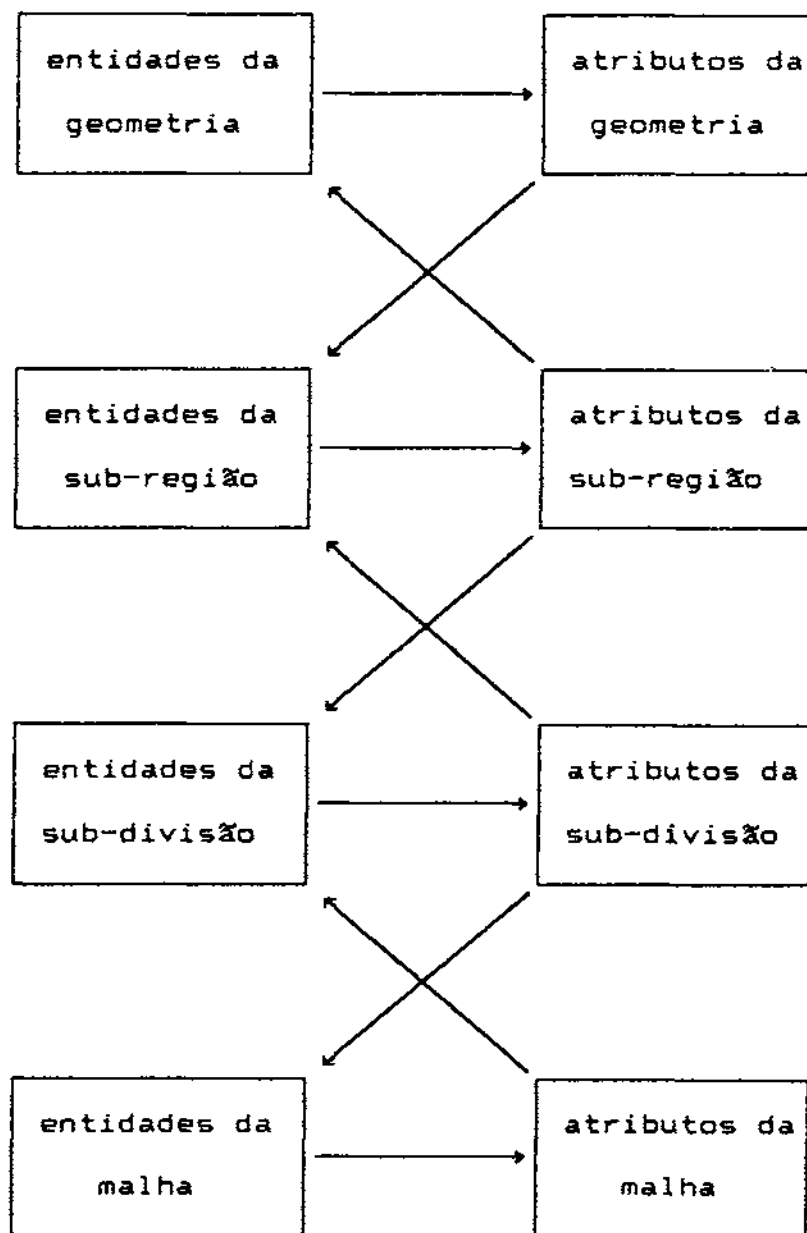 entidades da
geometria
atributos da
geometria
entidades da
sub-região
atributos da
sub-região
entidades da
sub-divisão
atributos da
sub-divisão
entidades da
malha
atributos da
malha